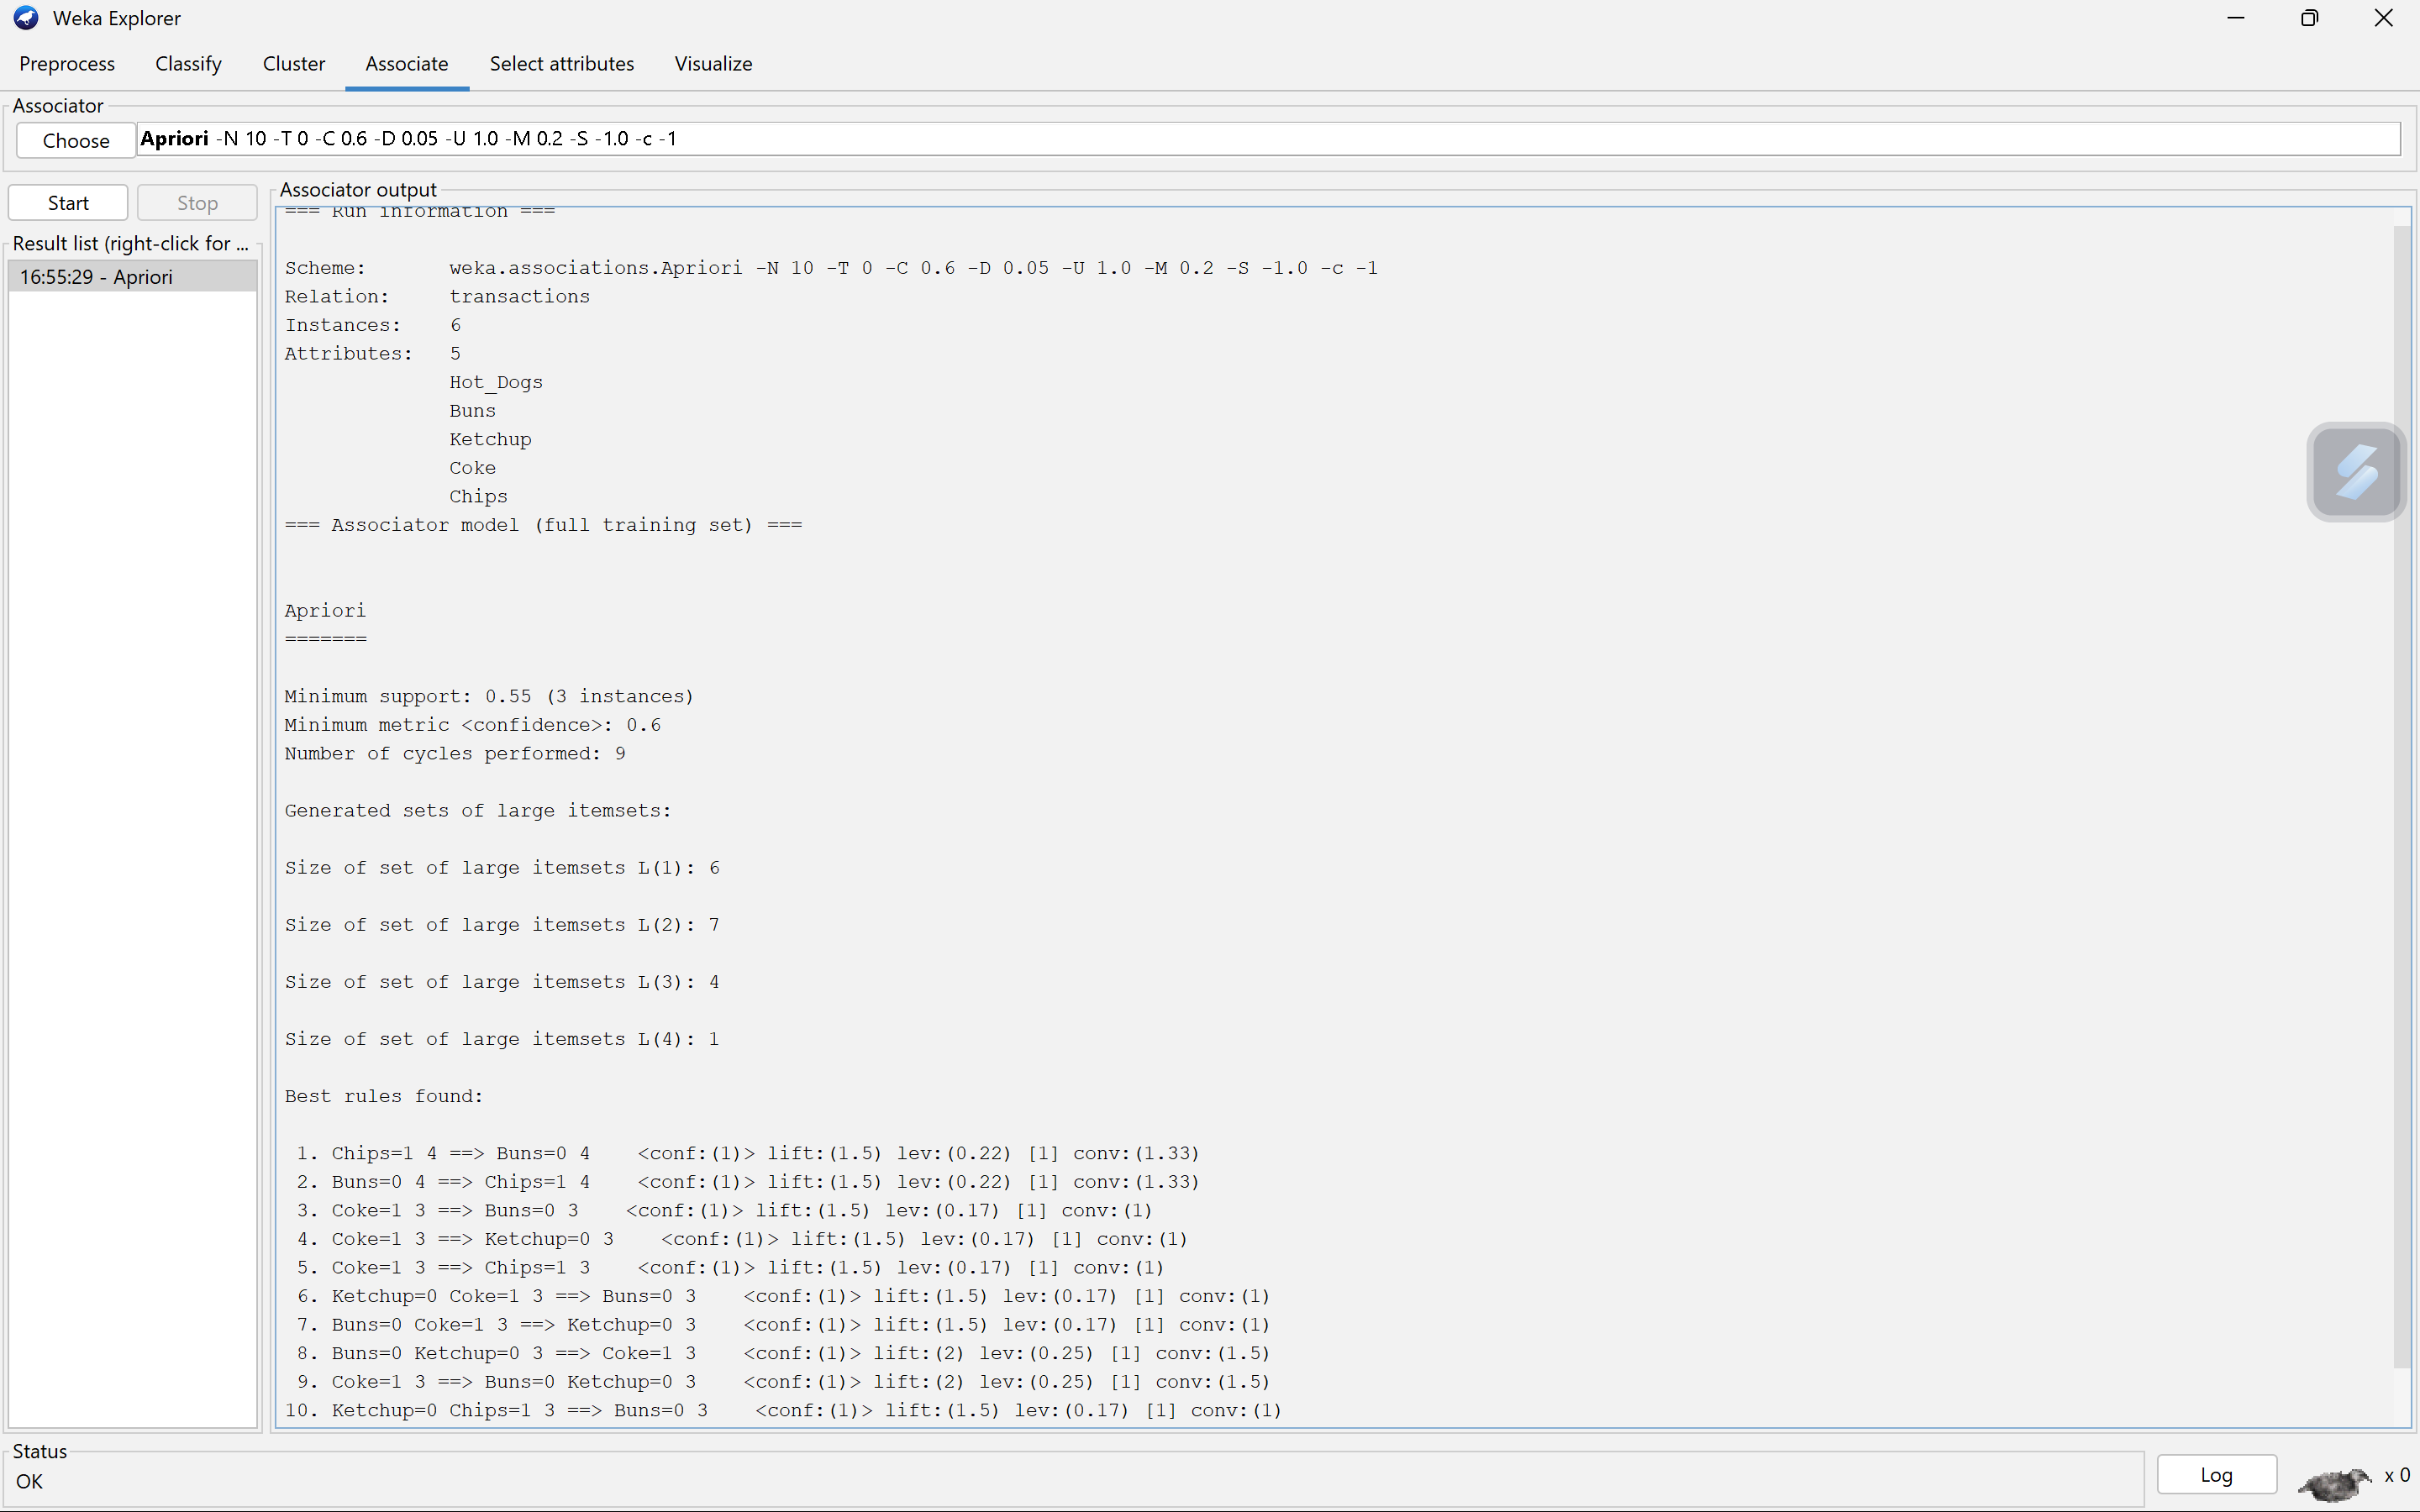 Weka Explorer
Preprocess Classify Cluster Associate Select attributes Visualize
Associator
Choose Apriori -N 10 -T 0 -C 0.6 -D 0.05 -U 1.0 -M 0.2 -S -1.0 -c -1
Start Stop
Result list (right-click for ...
16:55:29 - Apriori
Associator output
=== Run information ===
Scheme: weka.associations.Apriori -N 10 -T 0 -C 0.6 -D 0.05 -U 1.0 -M 0.2 -S -1.0 -c -1
Relation: transactions
Instances: 6
Attributes: 5
Hot_Dogs
Buns
Ketchup
Coke
Chips
=== Associator model (full training set) ===
Apriori
=======
Minimum support: 0.55 (3 instances)
Minimum metric <confidence>: 0.6
Number of cycles performed: 9
Generated sets of large itemsets:
Size of set of large itemsets L(1): 6
Size of set of large itemsets L(2): 7
Size of set of large itemsets L(3): 4
Size of set of large itemsets L(4): 1
Best rules found:
1. Chips=1 4 ==> Buns=0 4 <conf:(1)> lift:(1.5) lev:(0.22) [1] conv:(1.33)
2. Buns=0 4 ==> Chips=1 4 <conf:(1)> lift:(1.5) lev:(0.22) [1] conv:(1.33)
3. Coke=1 3 ==> Buns=0 3 <conf:(1)> lift:(1.5) lev:(0.17) [1] conv:(1)
4. Coke=1 3 ==> Ketchup=0 3 <conf:(1)> lift:(1.5) lev:(0.17) [1] conv:(1)
5. Coke=1 3 ==> Chips=1 3 <conf:(1)> lift:(1.5) lev:(0.17) [1] conv:(1)
6. Ketchup=0 Coke=1 3 ==> Buns=0 3 <conf:(1)> lift:(1.5) lev:(0.17) [1] conv:(1)
7. Buns=0 Coke=1 3 ==> Ketchup=0 3 <conf:(1)> lift:(1.5) lev:(0.17) [1] conv:(1)
8. Buns=0 Ketchup=0 3 ==> Coke=1 3 <conf:(1)> lift:(2) lev:(0.25) [1] conv:(1.5)
9. Coke=1 3 ==> Buns=0 Ketchup=0 3 <conf:(1)> lift:(2) lev:(0.25) [1] conv:(1.5)
10. Ketchup=0 Chips=1 3 ==> Buns=0 3 <conf:(1)> lift:(1.5) lev:(0.17) [1] conv:(1)
Status
OK
Log
x 0